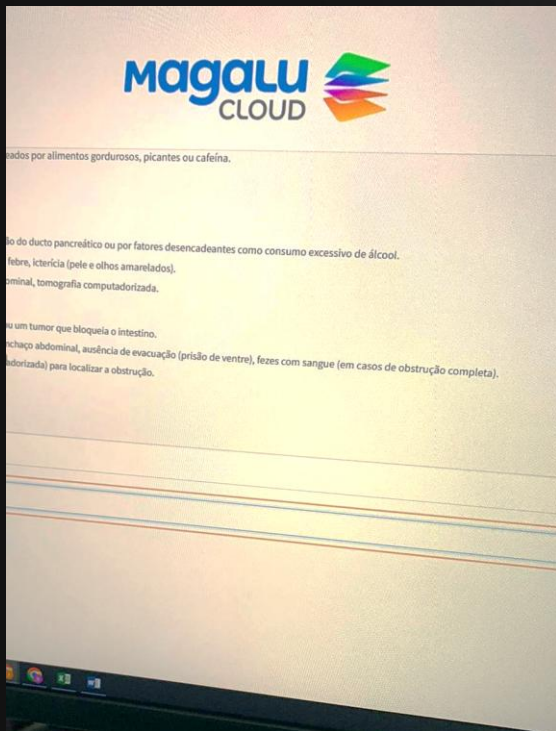 Magalu
CLOUD
eados por alimentos gordurosos, picantes ou cafeína.
ão do ducto pancreático ou por fatores desencadeantes como consumo excessivo de álcool.
febre, icterícia (pele e olhos amarelados).
ominal, tomografia computadorizada.
ou um tumor que bloqueia o intestino.
nchaço abdominal, ausência de evacuação (prisão de ventre), fezes com sangue (em casos de obstrução completa).
adorizada) para localizar a obstrução.